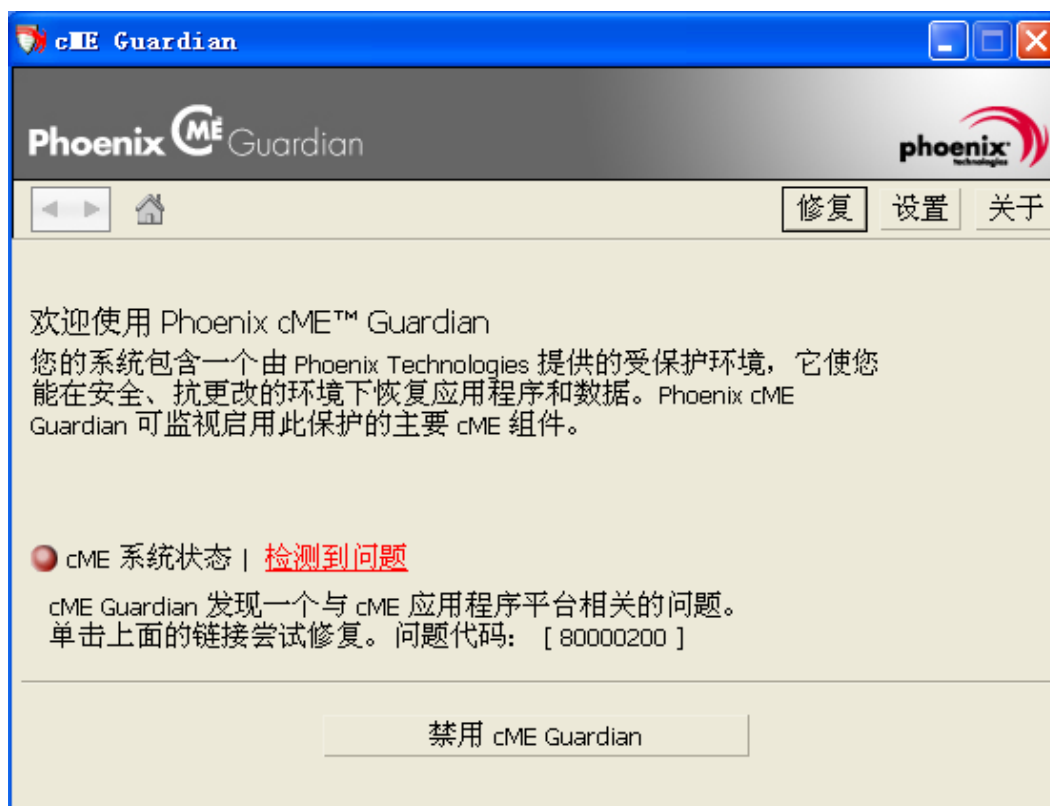 cME Guardian
Phoenix cME Guardian
phoenix technologies
修复 设置 关于
欢迎使用 Phoenix cME™ Guardian
您的系统包含一个由 Phoenix Technologies 提供的受保护环境，它使您
能在安全、抗更改的环境下恢复应用程序和数据。Phoenix cME
Guardian 可监视启用此保护的主要 cME 组件。
cME 系统状态 | 检测到问题
cME Guardian 发现一个与 cME 应用程序平台相关的问题。
单击上面的链接尝试修复。问题代码： [ 80000200 ]
禁用 cME Guardian